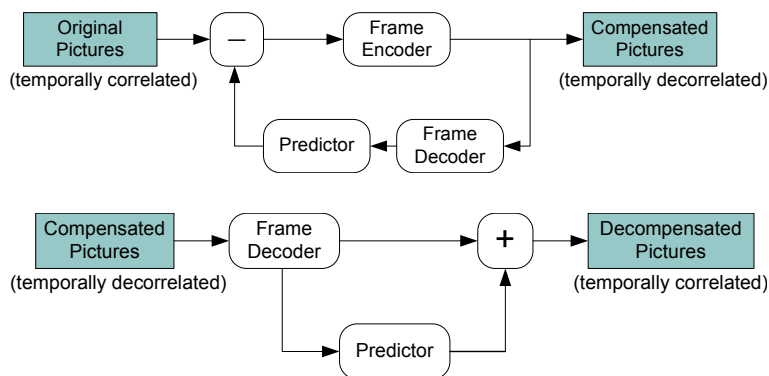 Original
Pictures
(temporally correlated)
−
Frame
Encoder
Compensated
Pictures
(temporally decorrelated)
Predictor
Frame
Decoder
Compensated
Pictures
(temporally decorrelated)
Frame
Decoder
+
Decompensated
Pictures
(temporally correlated)
Predictor